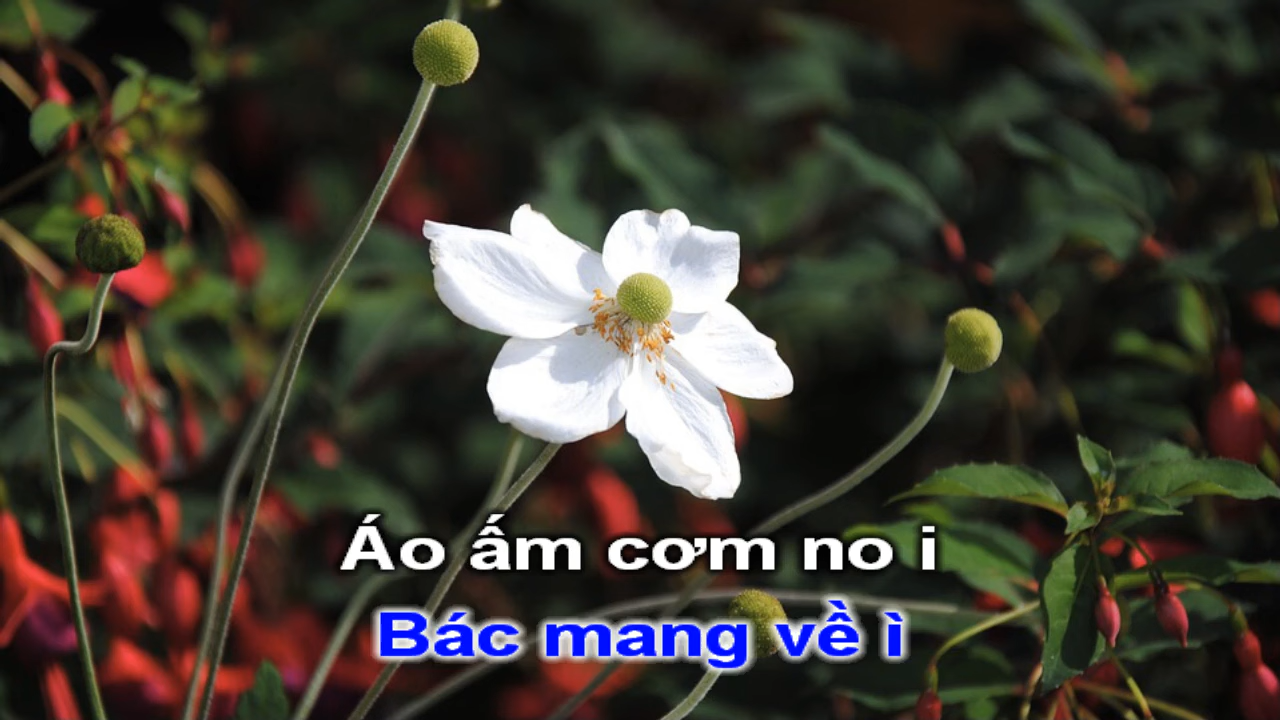 Áo ấm cơm no i
Bác mang về ì